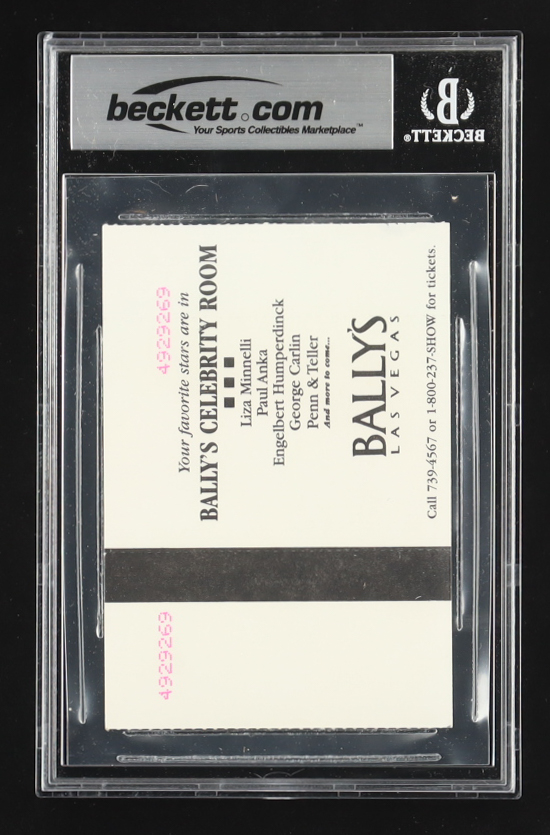 beckett.com
Your Sports Collectibles Marketplace™
B
BECKETT®
Your favorite stars are in
BALLY'S CELEBRITY ROOM
Liza Minnelli
Paul Anka
Engelbert Humperdinck
George Carlin
Penn & Teller
And more to come...
BALLY'S
LAS VEGAS
Call 739-4567 or 1-800-237-SHOW for tickets.
4929269
4929269